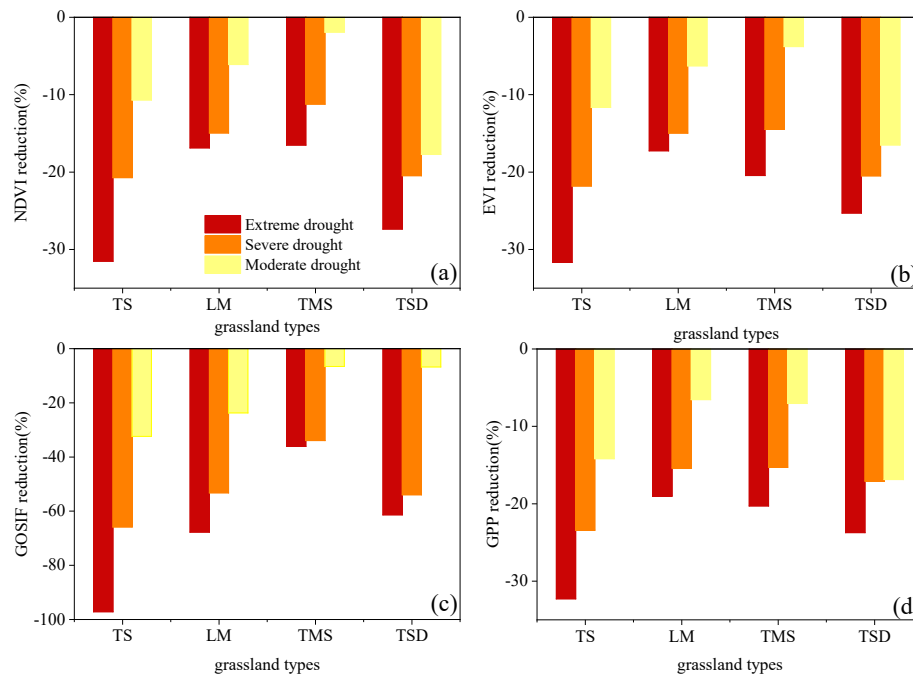 0
-10
-20
-30
NDVI reduction(%)
Extreme drought
Severe drought
Moderate drought
(a)
TS LM TMS TSD
grassland types
0
-10
-20
-30
EVI reduction(%)
(b)
TS LM TMS TSD
grassland types
0
-20
-40
-60
-80
-100
GOSIF reduction(%)
(c)
TS LM TMS TSD
grassland types
0
-10
-20
-30
GPP reduction(%)
(d)
TS LM TMS TSD
grassland types